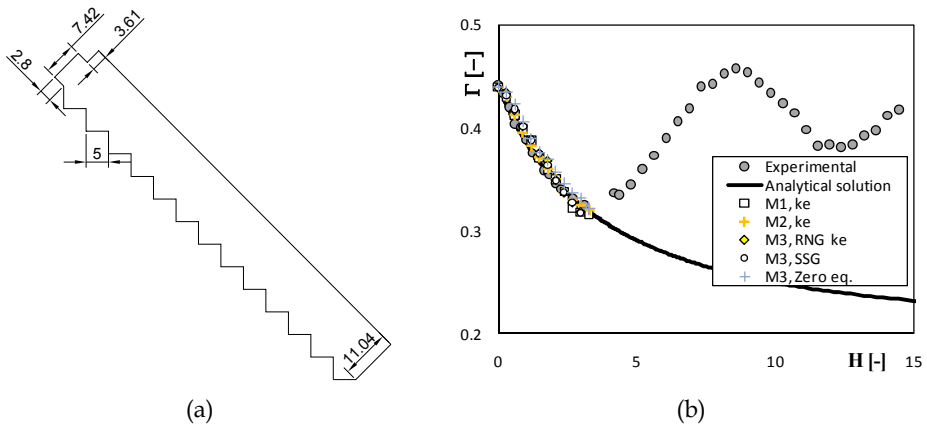 7.42
3.61
2.8
5
11.04
(a)
0.5
0.4
0.3
0.2
Γ [-]
0
5
10
15
H [-]
Experimental
Analytical solution
M1, ke
M2, ke
M3, RNG ke
M3, SSG
M3, Zero eq.
(b)